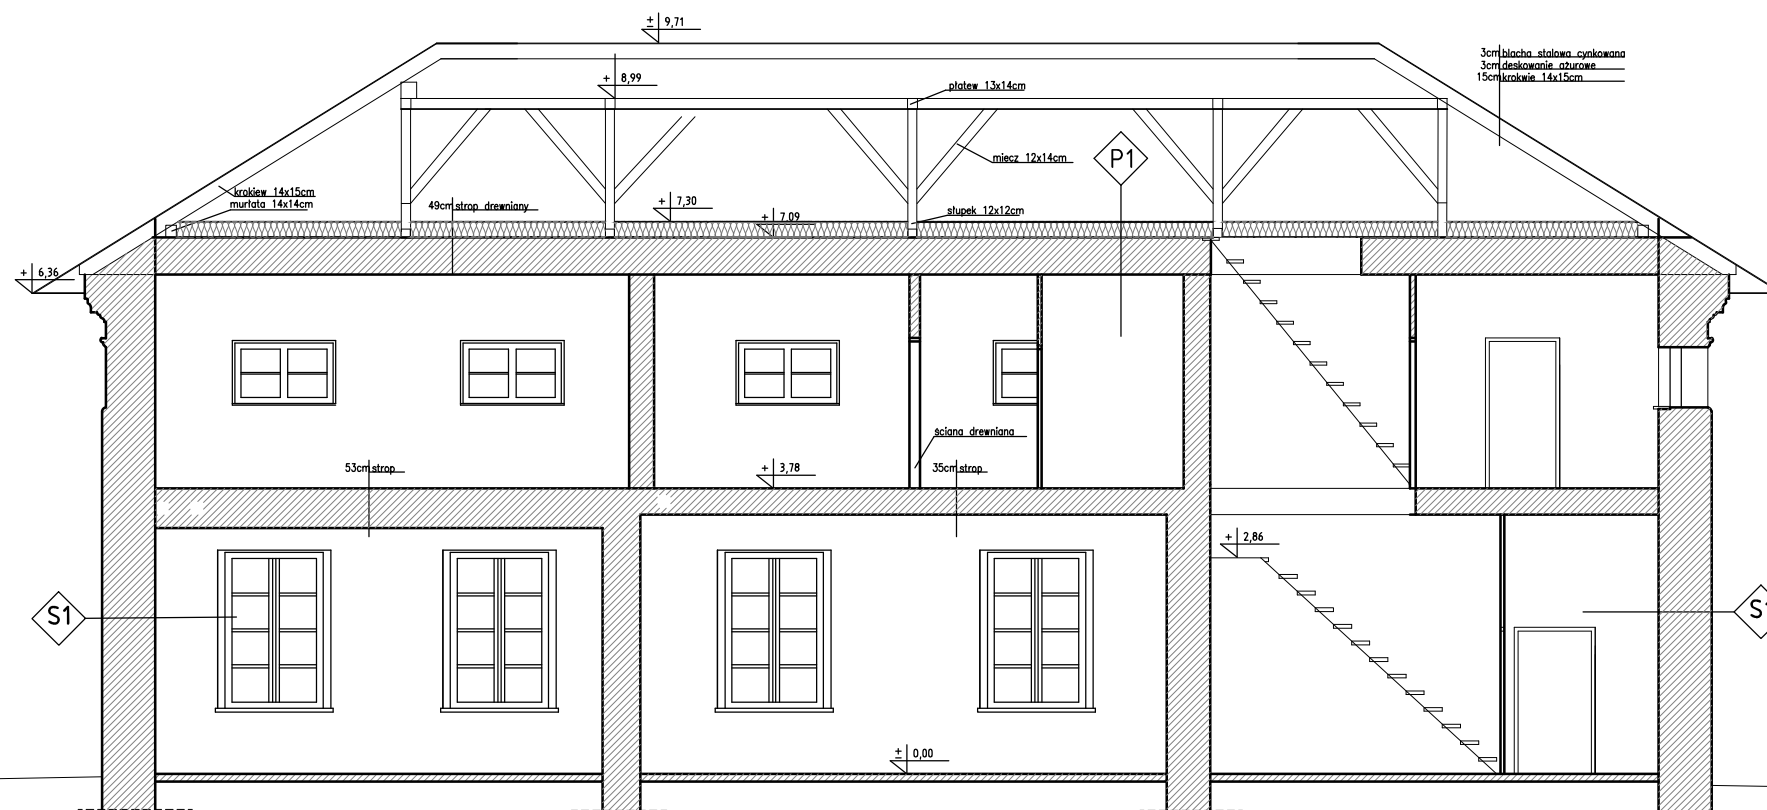 ± 9,71
3cm blacha stalowa cynkowana
3cm deskowanie ażurowe
15cm krokwie 14x15cm
+ 8,99
płatew 13x14cm
miecz 12x14cm
P1
krokiew 14x15cm
murłata 14x14cm
49cm strop drewniany
+ 7,30
+ 7.09
słupek 12x12cm
+ 6,36
ściana drewniana
53cm strop
+ 3,78
35cm strop
+ 2,86
S1
S1
± 0,00